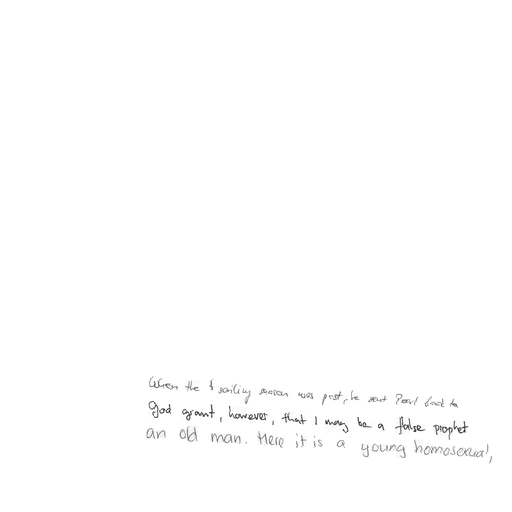 When the sailing season was past, he sent Pearl back to
God grant, however, that I may be a false prophet
an old man. Here it is a young homosexual,